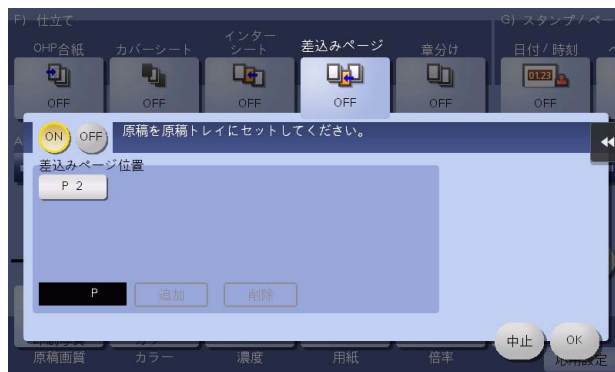 F) 仕立て
G) スタンプ/ペー
OHP合紙
カバーシート
インター
シート
差込みページ
章分け
日付/時刻
01.23
OFF
OFF
OFF
OFF
OFF
OFF
ON
OFF
原稿を原稿トレイにセットしてください。
差込みページ位置
P 2
P
追加
削除
中止
OK
原稿画質
カラー
濃度
用紙
倍率
応用設定